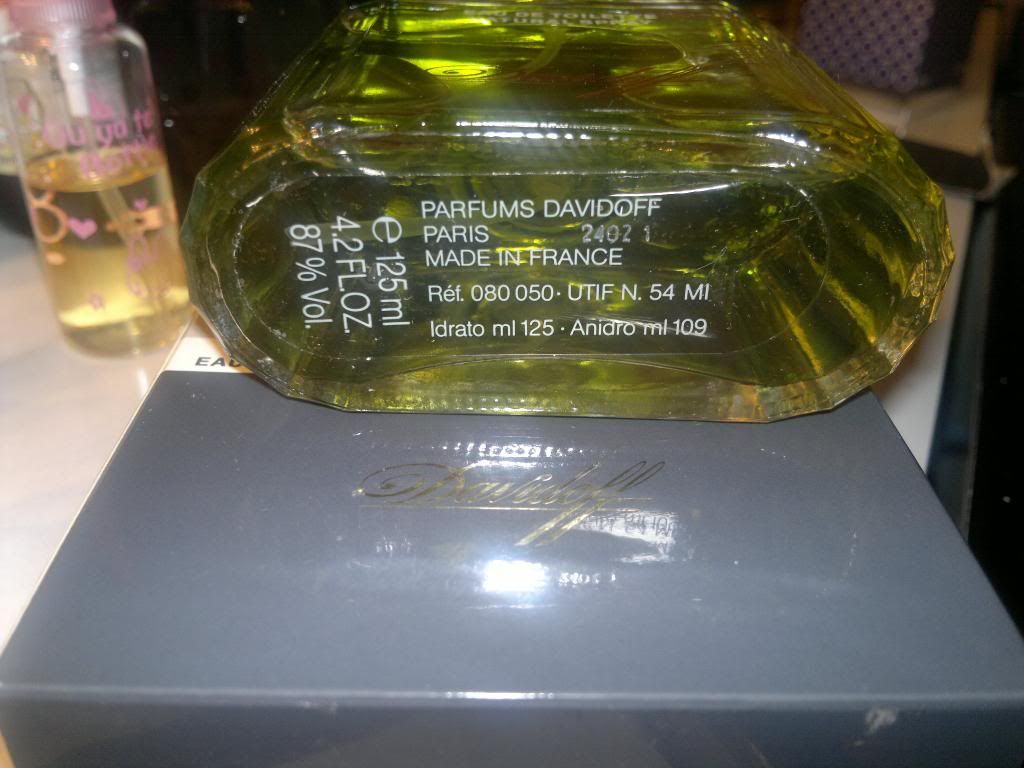 PARFUMS DAVIDOFF
PARIS 2402 1
MADE IN FRANCE
Réf. 080 050 · UTIF N. 54 MI
Idrato ml 125 · Anidro ml 109
e 125 ml
4.2 FL.OZ
87 % Vol.
EAU
Davidoff